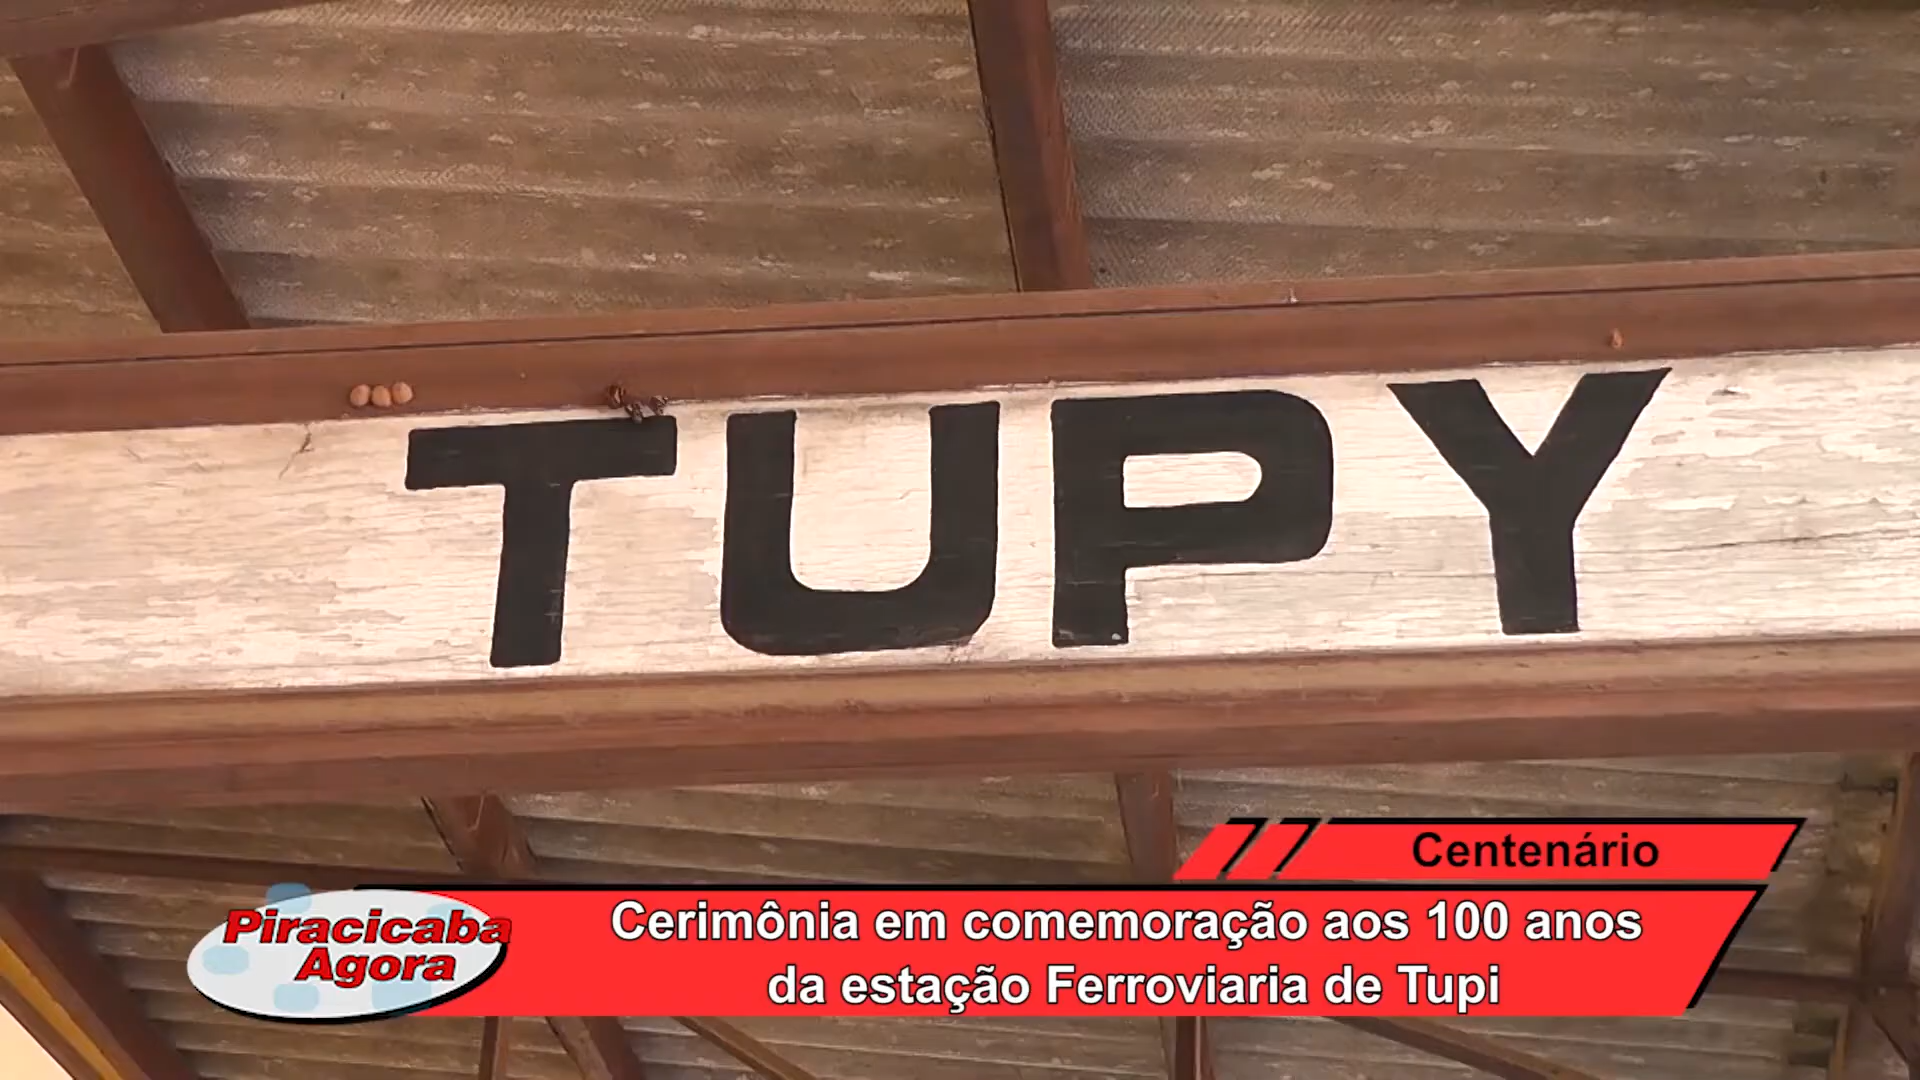 TUPY
Centenário
Piracicaba
Agora
Cerimônia em comemoração aos 100 anos
da estação Ferroviaria de Tupi